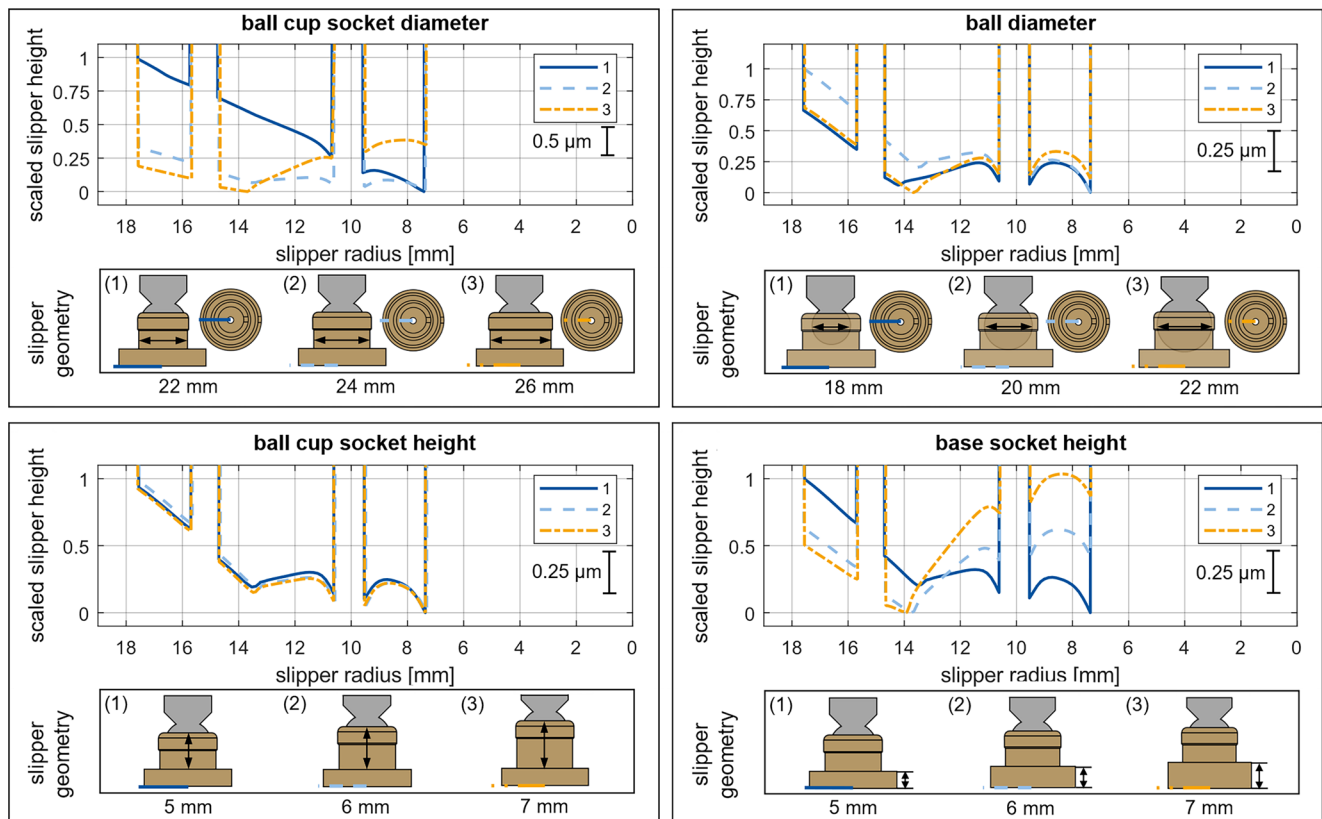 ball cup socket diameter
scaled slipper height
1
0.75
0.5
0.25
0
1
2
3
0.5 µm
18 16 14 12 10 8 6 4 2 0
slipper radius [mm]
slipper geometry
(1) (2) (3)
22 mm 24 mm 26 mm
ball diameter
scaled slipper height
1
0.75
0.5
0.25
0
1
2
3
0.25 µm
18 16 14 12 10 8 6 4 2 0
slipper radius [mm]
slipper geometry
(1) (2) (3)
18 mm 20 mm 22 mm
ball cup socket height
scaled slipper height
1
0.5
0
1
2
3
0.25 µm
18 16 14 12 10 8 6 4 2 0
slipper radius [mm]
slipper geometry
(1) (2) (3)
5 mm 6 mm 7 mm
base socket height
scaled slipper height
1
0.5
0
1
2
3
0.25 µm
18 16 14 12 10 8 6 4 2 0
slipper radius [mm]
slipper geometry
(1) (2) (3)
5 mm 6 mm 7 mm